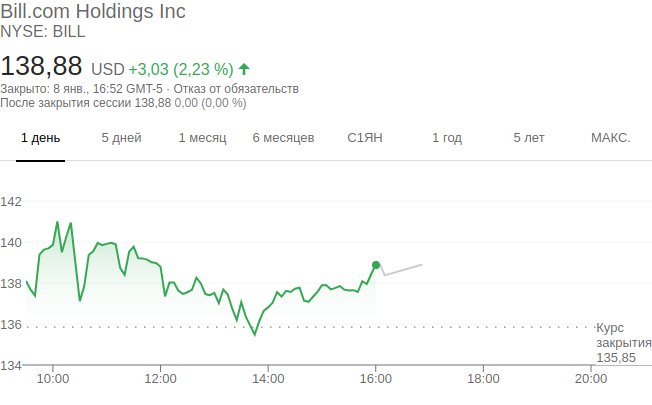 Bill.com Holdings Inc
NYSE: BILL
138,88 USD +3,03 (2,23 %)
Закрыто: 8 янв., 16:52 GMT-5 · Отказ от обязательств
После закрытия сессии 138,88 0,00 (0,00 %)
1 день 5 дней 1 месяц 6 месяцев С1ЯН 1 год 5 лет МАКС.
142
140
138
136
Курс
закрытия
135,85
134
10:00 12:00 14:00 16:00 18:00 20:00